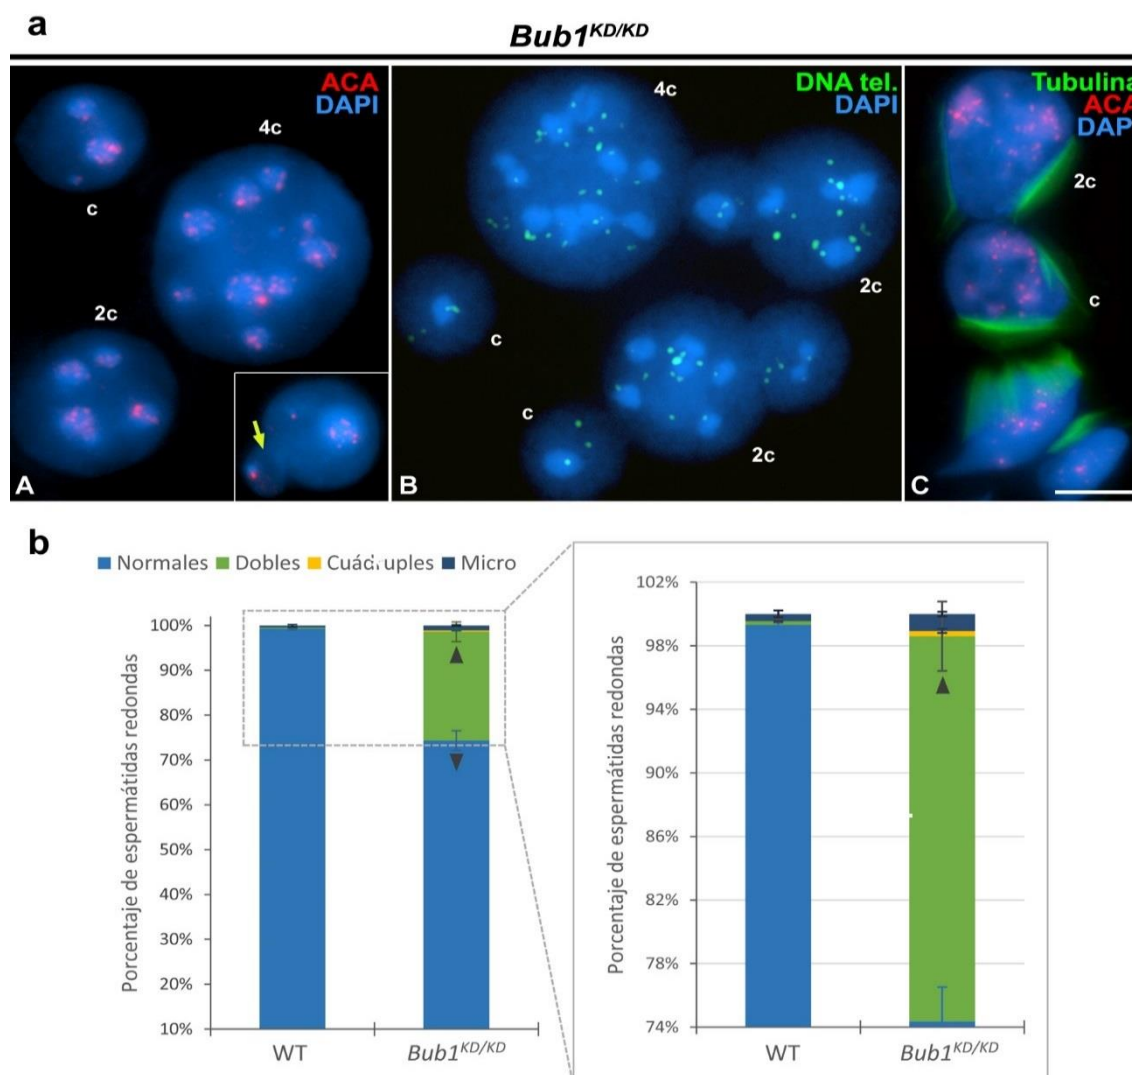 a
Bub1KD/KD
ACA
DAPI
4c
c
2c
A
DNA tel.
DAPI
4c
2c
c
c
2c
B
Tubulina
ACA
DAPI
2c
c
C
b
Normales Dobles Cuádruples Micro
Porcentaje de espermátidas redondas
100%
90%
80%
70%
60%
50%
40%
30%
20%
10%
WT Bub1KD/KD
Porcentaje de espermátidas redondas
102%
98%
94%
90%
86%
82%
78%
74%
WT Bub1KD/KD